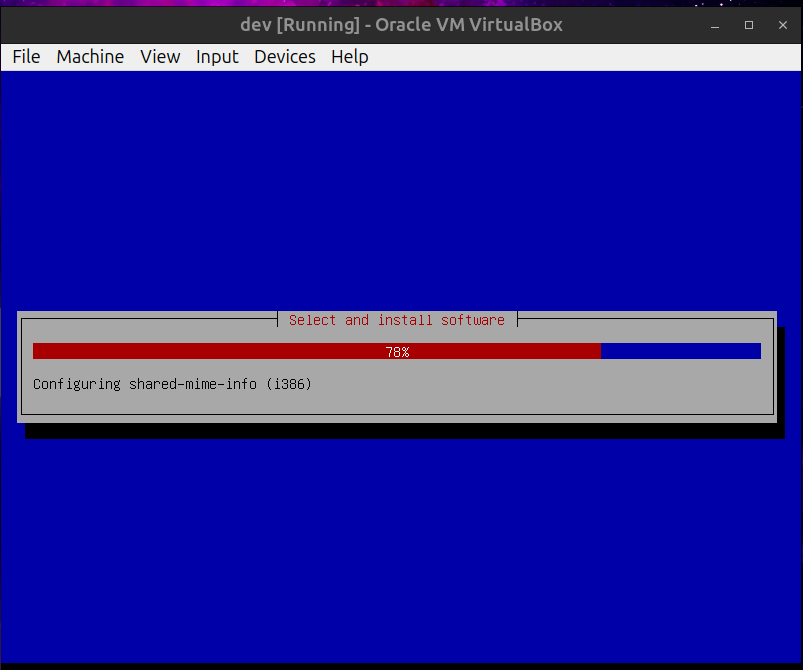 dev [Running] - Oracle VM VirtualBox
File Machine View Input Devices Help
Select and install software
78%
Configuring shared-mime-info (i386)